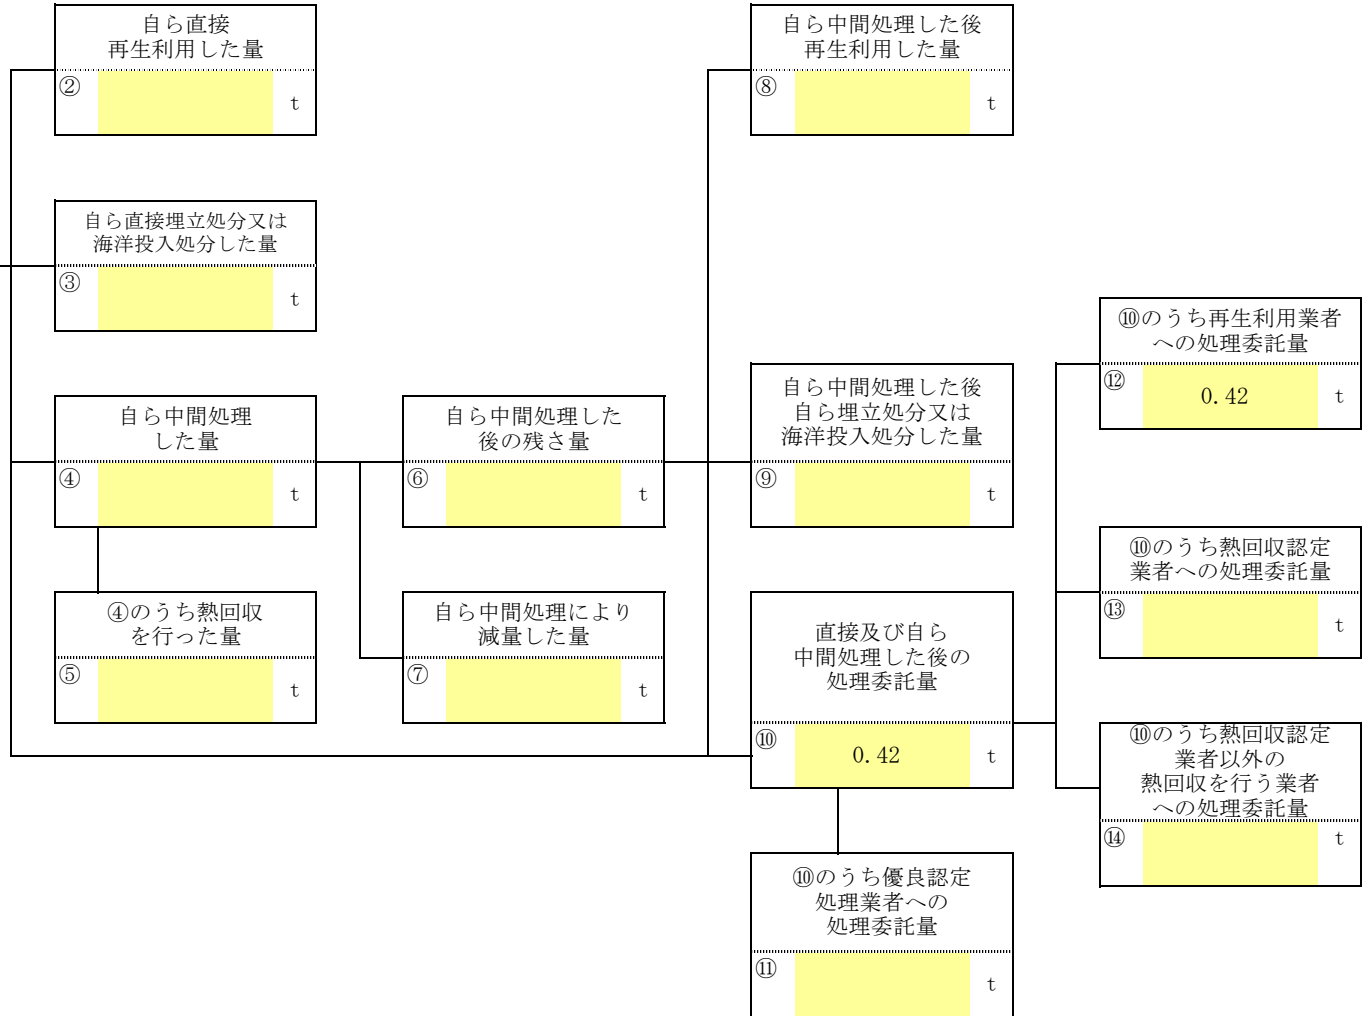 自ら直接
再生利用した量
②
t
自ら中間処理した後
再生利用した量
⑧
t
自ら直接埋立処分又は
海洋投入処分した量
③
t
⑩のうち再生利用業者
への処理委託量
⑫
0.42
t
自ら中間処理
した量
④
t
自ら中間処理した
後の残さ量
⑥
t
自ら中間処理した後
自ら埋立処分又は
海洋投入処分した量
⑨
t
⑩のうち熱回収認定
業者への処理委託量
⑬
t
④のうち熱回収
を行った量
⑤
t
自ら中間処理により
減量した量
⑦
t
直接及び自ら
中間処理した後の
処理委託量
⑩
0.42
t
⑩のうち熱回収認定
業者以外の
熱回収を行う業者
への処理委託量
⑭
t
⑩のうち優良認定
処理業者への
処理委託量
⑪
t